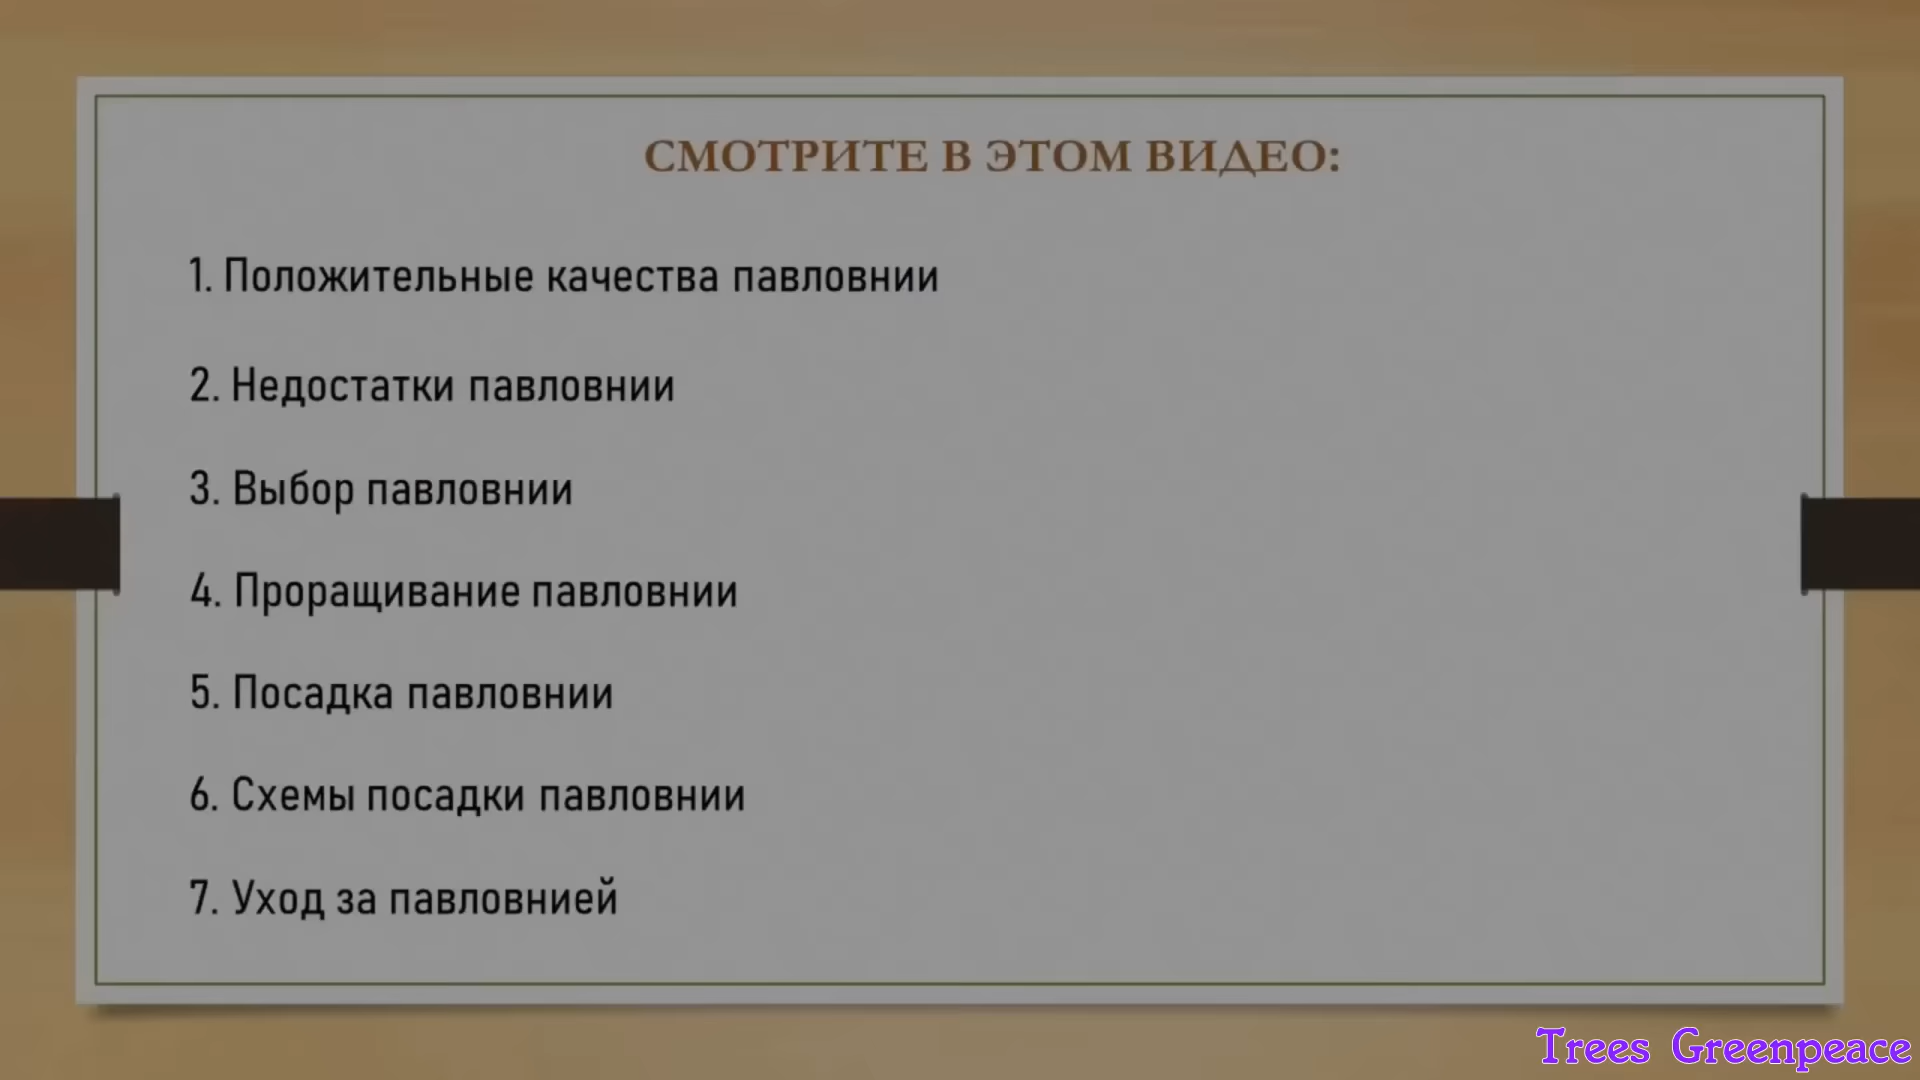 СМОТРИТЕ В ЭТОМ ВИДЕО:
1. Положительные качества павловнии
2. Недостатки павловнии
3. Выбор павловнии
4. Проращивание павловнии
5. Посадка павловнии
6. Схемы посадки павловнии
7. Уход за павловнией
Trees Greenpeace